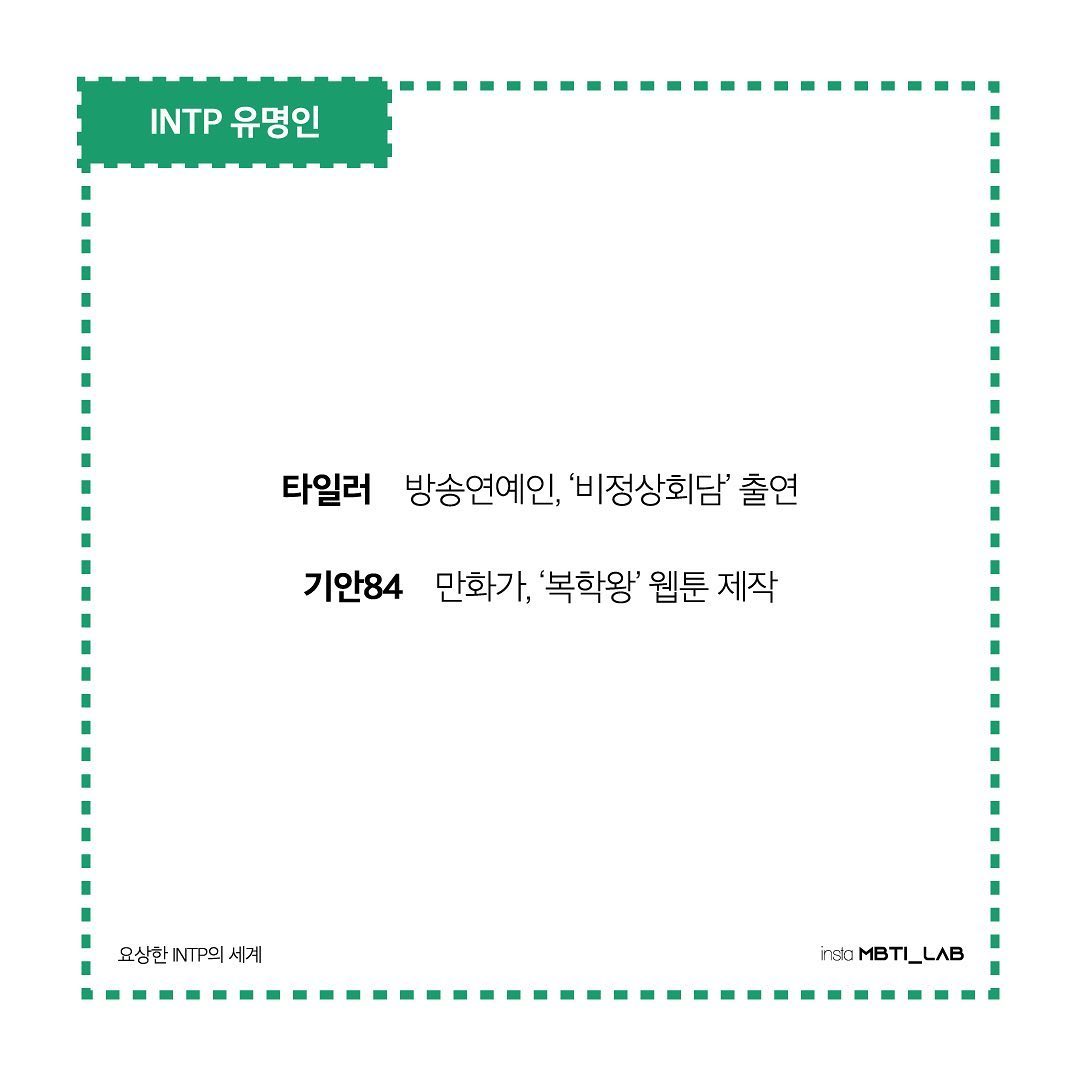 INTP 유명인
타일러 방송연예인, ‘비정상회담’ 출연
기안84 만화가, ‘복학왕’ 웹툰 제작
요상한 INTP의 세계
insta MBTI_LAB